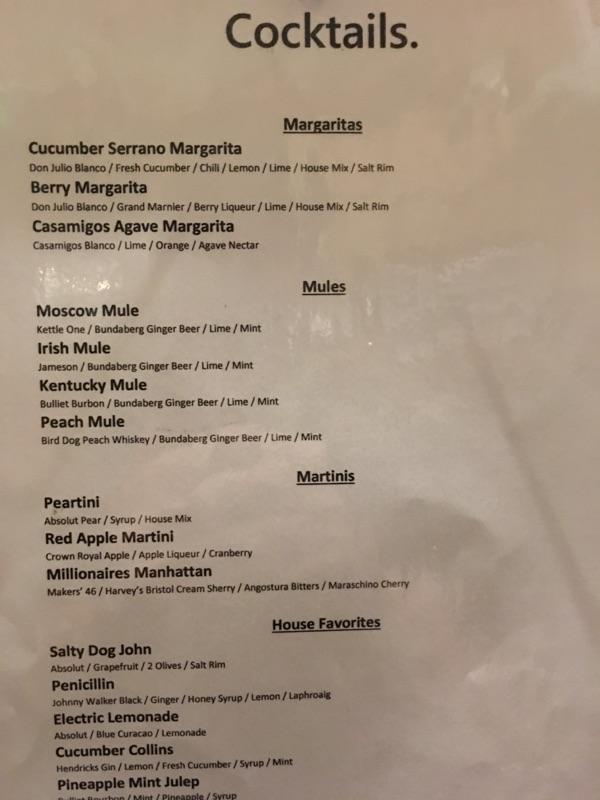 Cocktails.
Margaritas
Cucumber Serrano Margarita
Don Julio Blanco / Fresh Cucumber / Chili / Lemon / Lime / House Mix / Salt Rim
Berry Margarita
Don Julio Blanco / Grand Marnier / Berry Liqueur / Lime / House Mix / Salt Rim
Casamigos Agave Margarita
Casamigos Blanco / Lime / Orange / Agave Nectar
Mules
Moscow Mule
Kettle One / Bundaberg Ginger Beer / Lime / Mint
Irish Mule
Jameson / Bundaberg Ginger Beer / Lime / Mint
Kentucky Mule
Bulliet Burbon / Bundaberg Ginger Beer / Lime / Mint
Peach Mule
Bird Dog Peach Whiskey / Bundaberg Ginger Beer / Lime / Mint
Martinis
Peartini
Absolut Pear / Syrup / House Mix
Red Apple Martini
Crown Royal Apple / Apple Liqueur / Cranberry
Millionaires Manhattan
Makers' 46 / Harvey's Bristol Cream Sherry / Angostura Bitters / Maraschino Cherry
House Favorites
Salty Dog John
Absolut / Grapefruit / 2 Olives / Salt Rim
Penicillin
Johnny Walker Black / Ginger / Honey Syrup / Lemon / Laphroaig
Electric Lemonade
Absolut / Blue Curacao / Lemonade
Cucumber Collins
Hendricks Gin / Lemon / Fresh Cucumber / Syrup / Mint
Pineapple Mint Julep
Bulliet Bourbon / Mint / Pineapple / Syrup